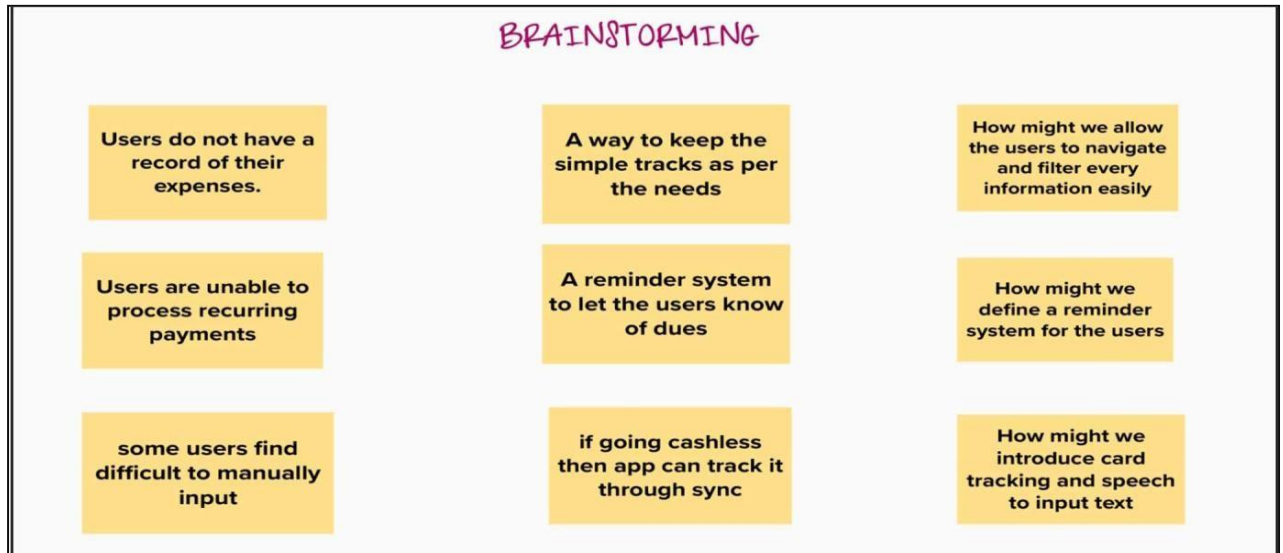 BRAINSTORMING
Users do not have a
record of their
expenses.
A way to keep the
simple tracks as per
the needs
How might we allow
the users to navigate
and filter every
information easily
Users are unable to
process recurring
payments
A reminder system
to let the users know
of dues
How might we
define a reminder
system for the users
some users find
difficult to manually
input
if going cashless
then app can track it
through sync
How might we
introduce card
tracking and speech
to input text